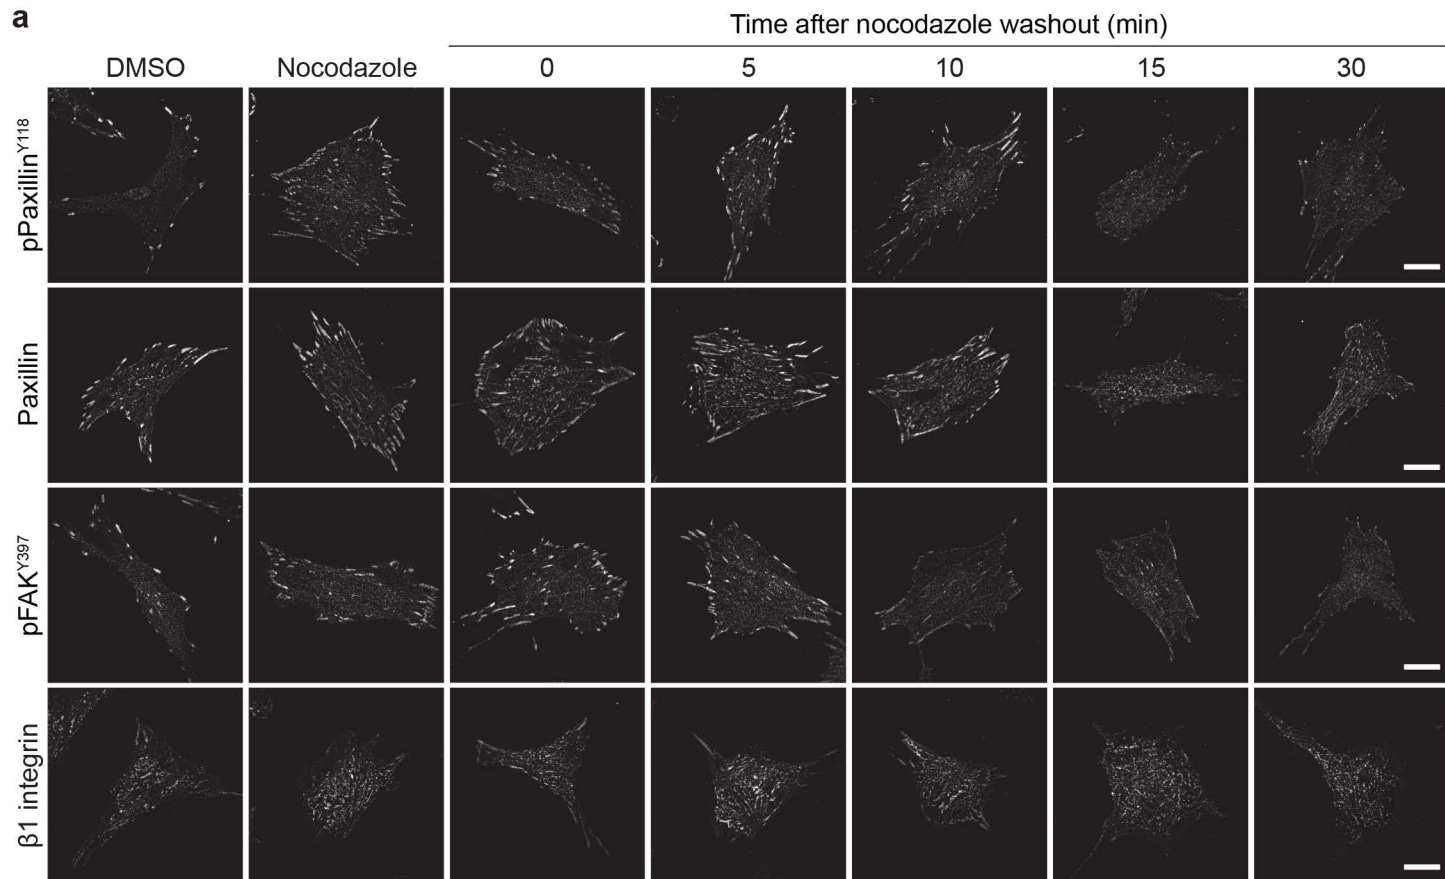 a
Time after nocodazole washout (min)
DMSO Nocodazole 0 5 10 15 30
pPaxillinʸ¹¹⁸
Paxillin
pFAKʸ³⁹⁷
β1 integrin